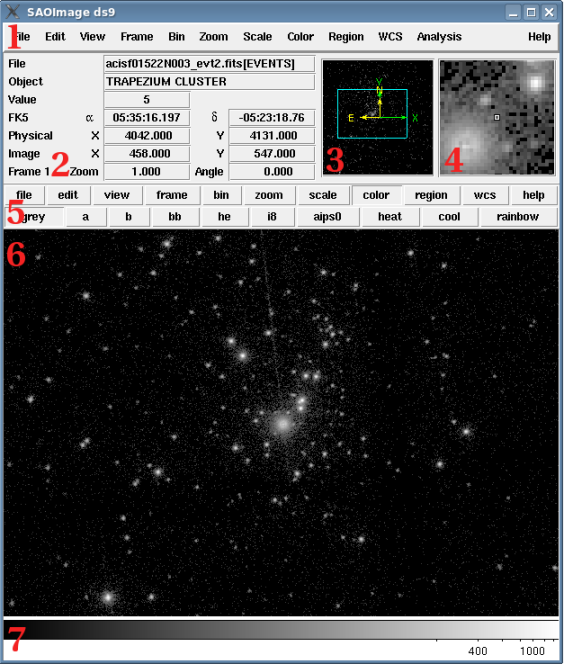 SAOImage ds9
1 File Edit View Frame Bin Zoom Scale Color Region WCS Analysis Help
File acisf01522N003_evt2.fits[EVENTS]
Object TRAPEZIUM CLUSTER
Value 5
FK5 α 05:35:16.197 δ -05:23:18.76
Physical X 4042.000 Y 4131.000
Image X 458.000 Y 547.000
Frame 1 Zoom 1.000 Angle 0.000
2
Y
N
E X
3
4
file edit view frame bin zoom scale color region wcs help
5 grey a b bb he i8 aips0 heat cool rainbow
6
7
400 1000